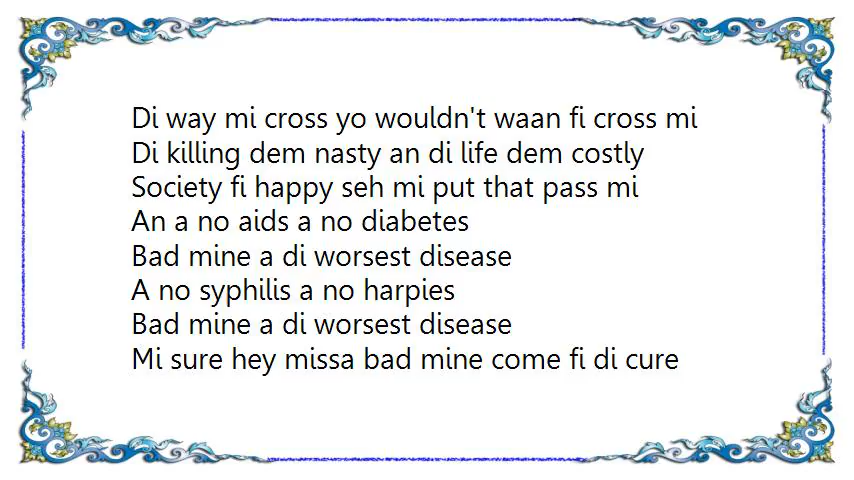 Di way mi cross yo wouldn't waan fi cross mi
Di killing dem nasty an di life dem costly
Society fi happy seh mi put that pass mi
An a no aids a no diabetes
Bad mine a di worsest disease
A no syphilis a no harpies
Bad mine a di worsest disease
Mi sure hey missa bad mine come fi di cure